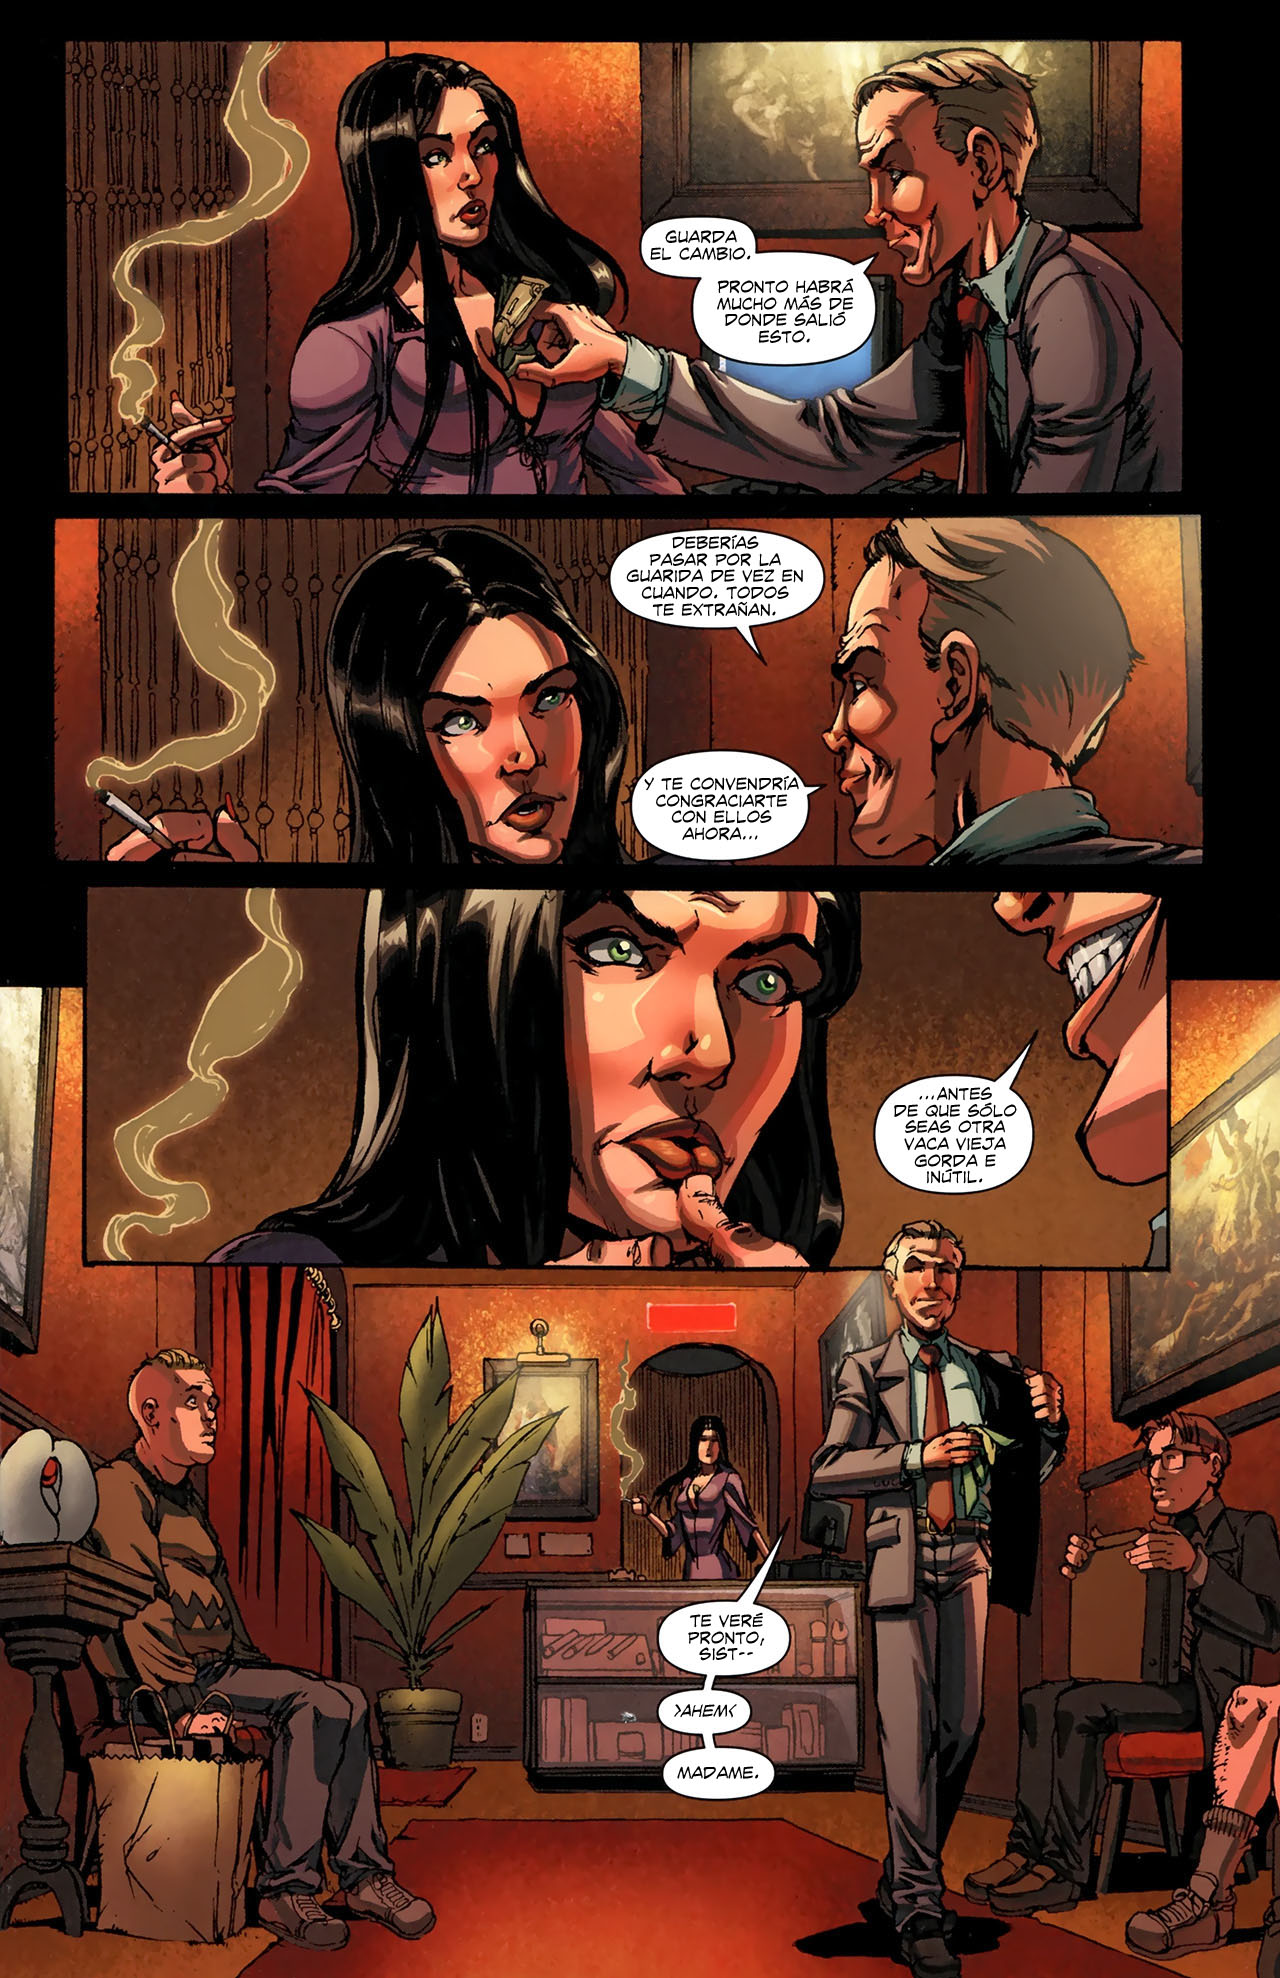 GUARDA
EL CAMBIO.
PRONTO HABRÁ
MUCHO MÁS DE
DONDE SALIÓ
ESTO.
DEBERÍAS
PASAR POR LA
GUARIDA DE VEZ EN
CUANDO. TODOS
TE EXTRAÑAN.
Y TE CONVENDRÍA
CONGRACIARTE
CON ELLOS
AHORA...
...ANTES
DE QUE SÓLO
SEAS OTRA
VACA VIEJA
GORDA E
INÚTIL.
TE VERÉ
PRONTO,
SIST--
>AHEM<
MADAME.